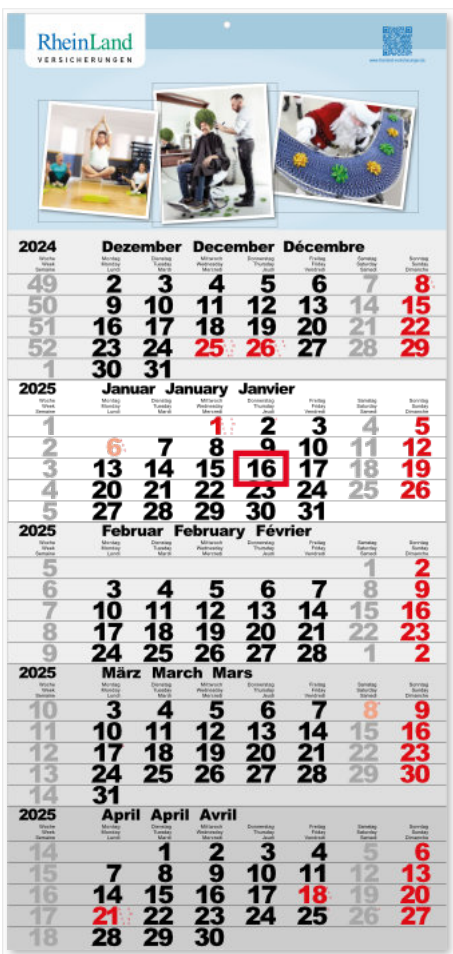 RheinLand
VERSICHERUNGEN
2024 Dezember December Décembre
Woche Montag Dienstag Mittwoch Donnerstag Freitag Samstag Sonntag
Week Monday Tuesday Wednesday Thursday Friday Saturday Sunday
Semaine Lundi Mardi Mercredi Jeudi Vendredi Samedi Dimanche
49 2 3 4 5 6 7 8
50 9 10 11 12 13 14 15
51 16 17 18 19 20 21 22
52 23 24 25 26 27 28 29
1 30 31
2025 Januar January Janvier
Woche Montag Dienstag Mittwoch Donnerstag Freitag Samstag Sonntag
Week Monday Tuesday Wednesday Thursday Friday Saturday Sunday
Semaine Lundi Mardi Mercredi Jeudi Vendredi Samedi Dimanche
1 1 2 3 4 5
2 6 7 8 9 10 11 12
3 13 14 15 16 17 18 19
4 20 21 22 23 24 25 26
5 27 28 29 30 31
2025 Februar February Février
Woche Montag Dienstag Mittwoch Donnerstag Freitag Samstag Sonntag
Week Monday Tuesday Wednesday Thursday Friday Saturday Sunday
Semaine Lundi Mardi Mercredi Jeudi Vendredi Samedi Dimanche
5 1 2
6 3 4 5 6 7 8 9
7 10 11 12 13 14 15 16
8 17 18 19 20 21 22 23
9 24 25 26 27 28 1 2
2025 März March Mars
Woche Montag Dienstag Mittwoch Donnerstag Freitag Samstag Sonntag
Week Monday Tuesday Wednesday Thursday Friday Saturday Sunday
Semaine Lundi Mardi Mercredi Jeudi Vendredi Samedi Dimanche
10 3 4 5 6 7 8 9
11 10 11 12 13 14 15 16
12 17 18 19 20 21 22 23
13 24 25 26 27 28 29 30
14 31
2025 April April Avril
Woche Montag Dienstag Mittwoch Donnerstag Freitag Samstag Sonntag
Week Monday Tuesday Wednesday Thursday Friday Saturday Sunday
Semaine Lundi Mardi Mercredi Jeudi Vendredi Samedi Dimanche
14 1 2 3 4 5 6
15 7 8 9 10 11 12 13
16 14 15 16 17 18 19 20
17 21 22 23 24 25 26 27
18 28 29 30